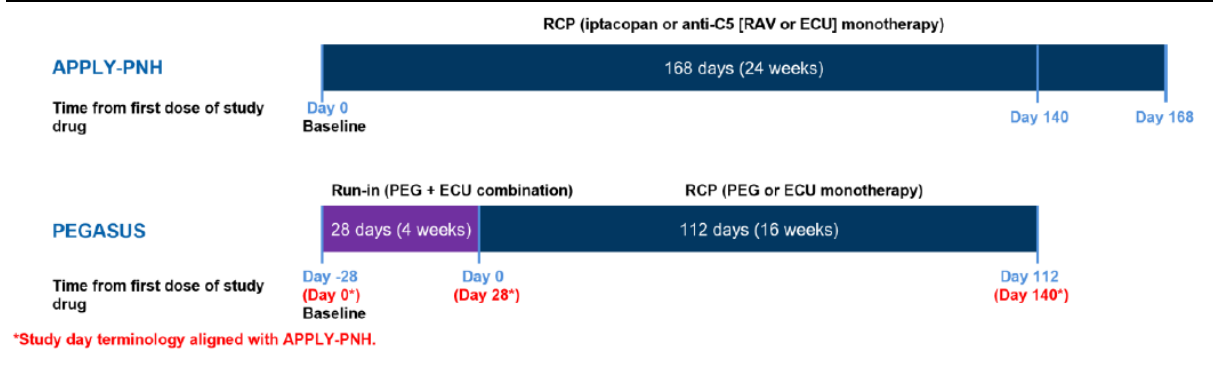 RCP (iptacopan or anti-C5 [RAV or ECU] monotherapy)
APPLY-PNH
168 days (24 weeks)
Time from first dose of study
drug
Day 0
Baseline
Day 140
Day 168
Run-in (PEG + ECU combination)
RCP (PEG or ECU monotherapy)
PEGASUS
28 days (4 weeks)
112 days (16 weeks)
Time from first dose of study
drug
Day -28
(Day 0*)
Baseline
Day 0
(Day 28*)
Day 112
(Day 140*)
*Study day terminology aligned with APPLY-PNH.